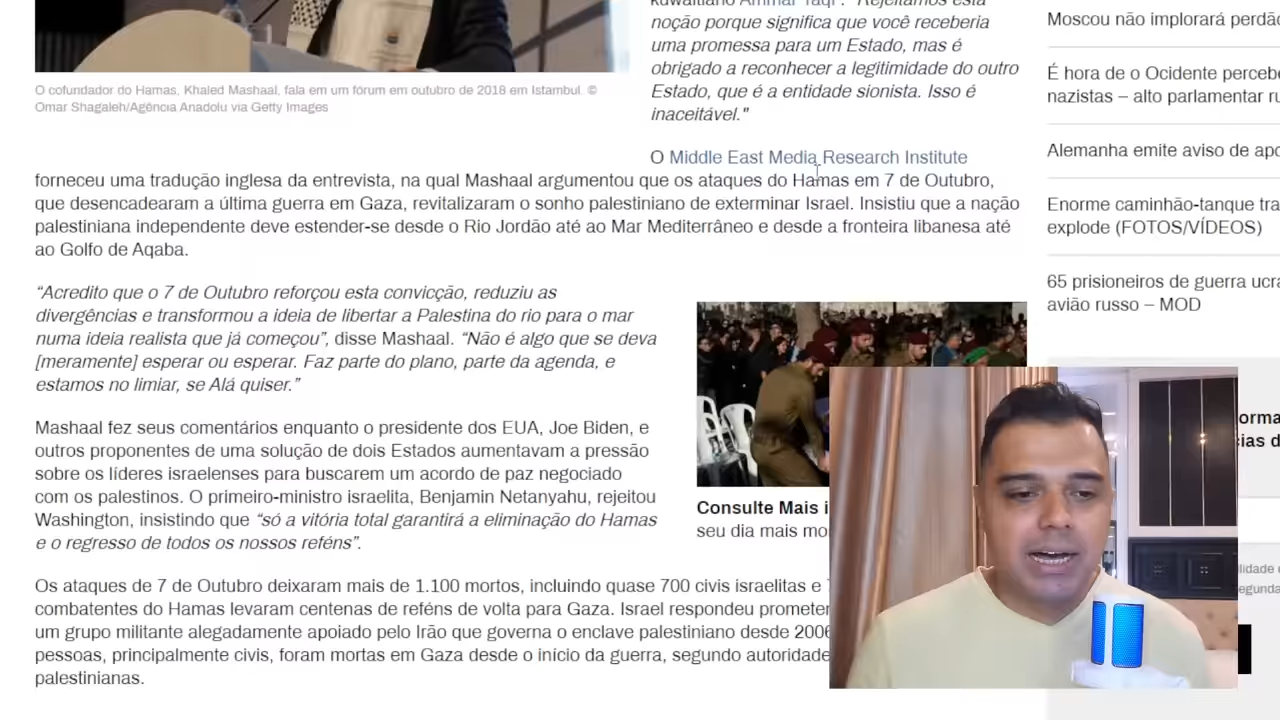 kuwaitiano Ammar Taqi . "Rejeitamos esta
noção porque significa que você receberia
uma promessa para um Estado, mas é
obrigado a reconhecer a legitimidade do outro
Estado, que é a entidade sionista. Isso é
inaceitável."
O cofundador do Hamas, Khaled Mashaal, fala em um fórum em outubro de 2018 em Istambul. ©
Omar Shagaleh/Agência Anadolu via Getty Images
O Middle East Media Research Institute
forneceu uma tradução inglesa da entrevista, na qual Mashaal argumentou que os ataques do Hamas em 7 de Outubro,
que desencadearam a última guerra em Gaza, revitalizaram o sonho palestiniano de exterminar Israel. Insistiu que a nação
palestiniana independente deve estender-se desde o Rio Jordão até ao Mar Mediterrâneo e desde a fronteira libanesa até
ao Golfo de Aqaba.
“Acredito que o 7 de Outubro reforçou esta convicção, reduziu as
divergências e transformou a ideia de libertar a Palestina do rio para o mar
numa ideia realista que já começou”, disse Mashaal. “Não é algo que se deva
[meramente] esperar ou esperar. Faz parte do plano, parte da agenda, e
estamos no limiar, se Alá quiser.”
Mashaal fez seus comentários enquanto o presidente dos EUA, Joe Biden, e
outros proponentes de uma solução de dois Estados aumentavam a pressão
sobre os líderes israelenses para buscarem um acordo de paz negociado
com os palestinos. O primeiro-ministro israelita, Benjamin Netanyahu, rejeitou
Washington, insistindo que “só a vitória total garantirá a eliminação do Hamas
e o regresso de todos os nossos reféns”.
Consulte Mais i
seu dia mais mo
Os ataques de 7 de Outubro deixaram mais de 1.100 mortos, incluindo quase 700 civis israelitas e
combatentes do Hamas levaram centenas de reféns de volta para Gaza. Israel respondeu prometer
um grupo militante alegadamente apoiado pelo Irão que governa o enclave palestiniano desde 2006
pessoas, principalmente civis, foram mortas em Gaza desde o início da guerra, segundo autoridade
palestinianas.
Moscou não implorará perdã
É hora de o Ocidente percebe
nazistas – alto parlamentar ru
Alemanha emite aviso de apo
Enorme caminhão-tanque tra
explode (FOTOS/VÍDEOS)
65 prisioneiros de guerra ucra
avião russo – MOD
orma
cias d
ilidade
egunda